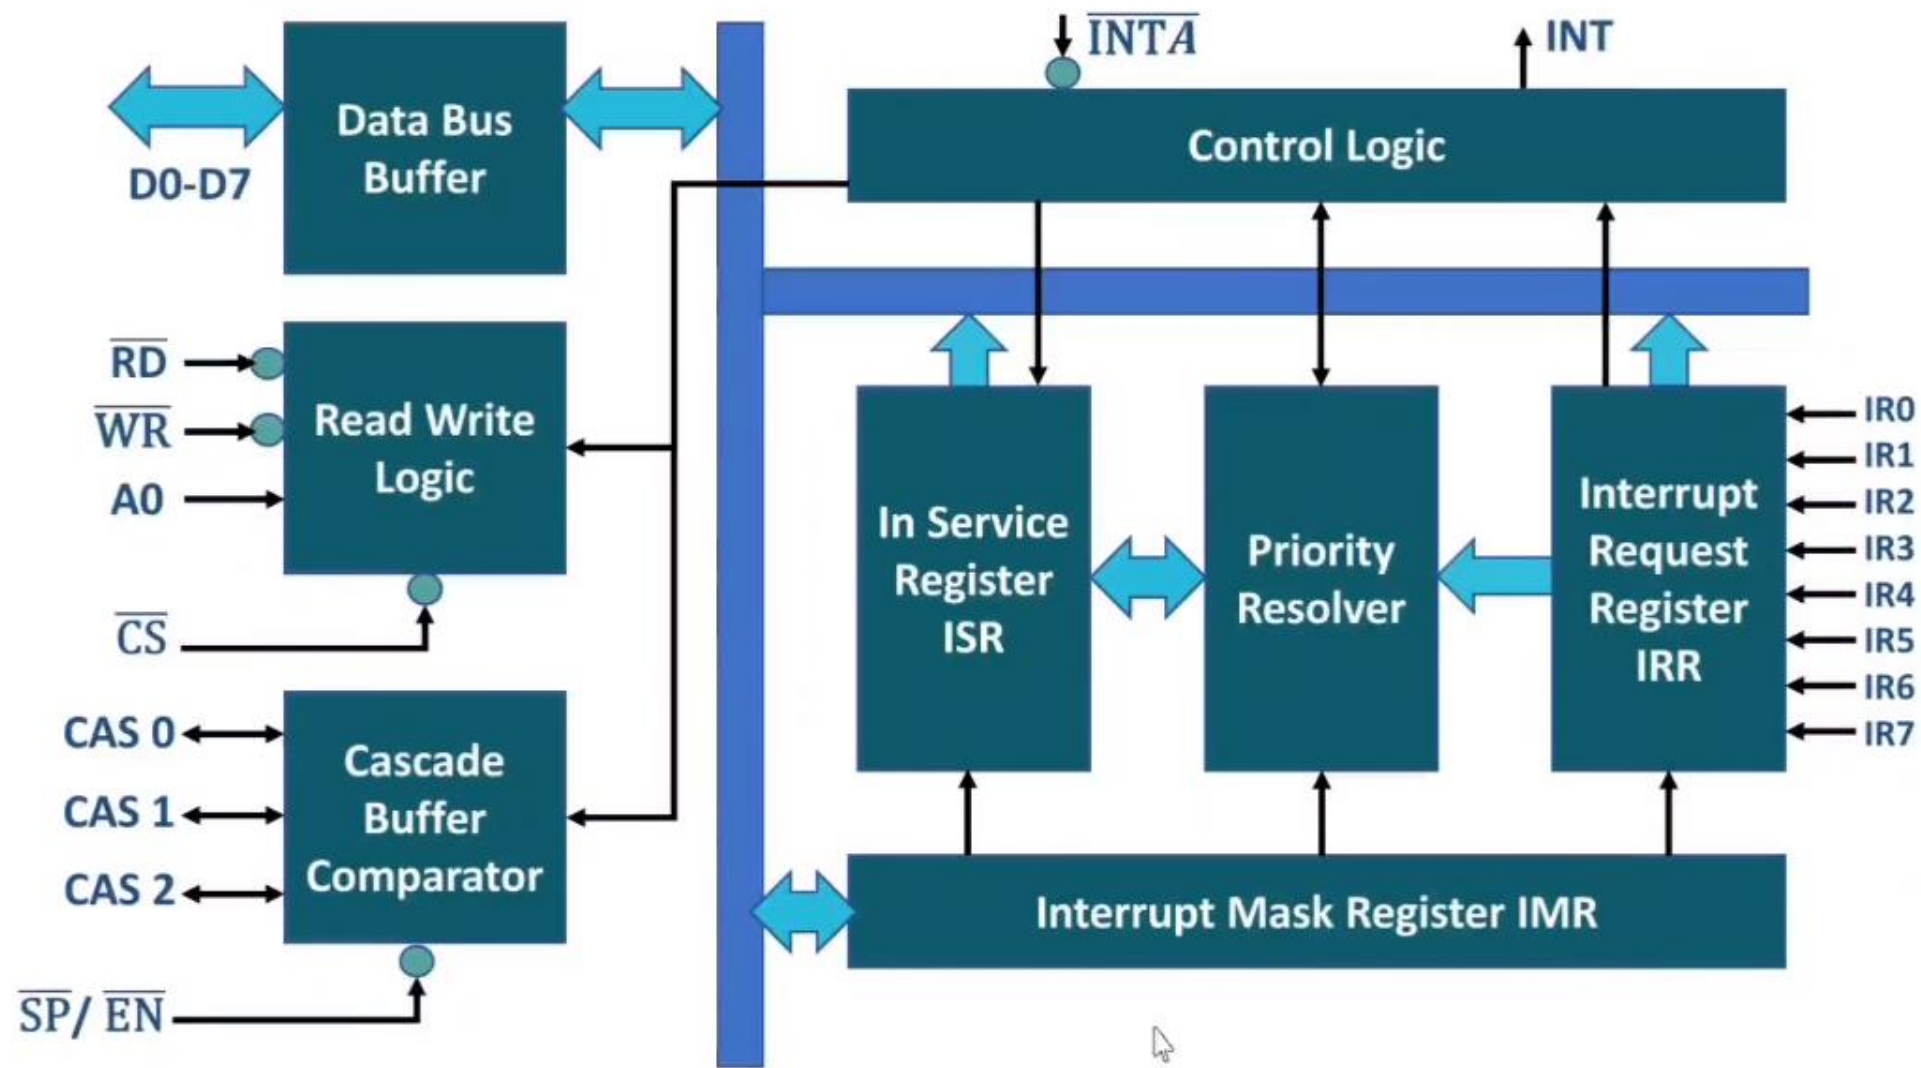 INTA
INT
Data Bus
Buffer
Control Logic
D0-D7
RD
WR
A0
Read Write
Logic
CS
In Service
Register
ISR
Priority
Resolver
Interrupt
Request
Register
IRR
IR0
IR1
IR2
IR3
IR4
IR5
IR6
IR7
CAS 0
CAS 1
CAS 2
Cascade
Buffer
Comparator
Interrupt Mask Register IMR
SP/ EN